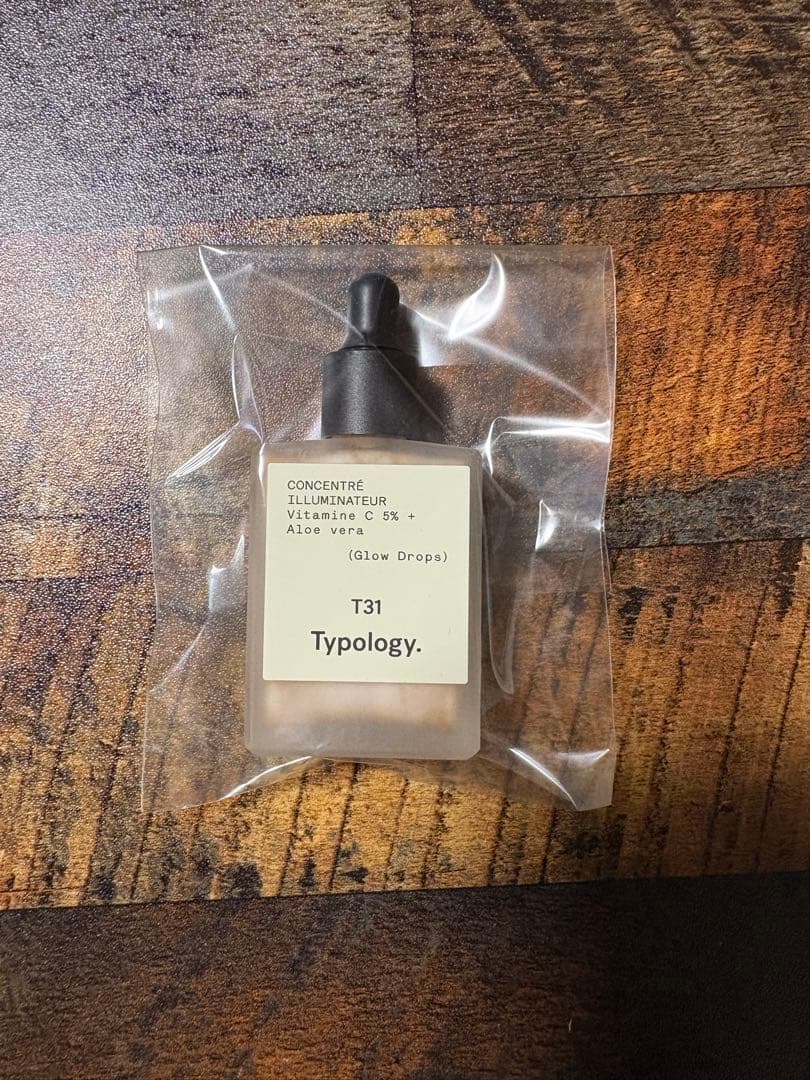 CONCENTRÉ
ILLUMINATEUR
Vitamine C 5% +
Aloe vera
(Glow Drops)
T31
Typology.